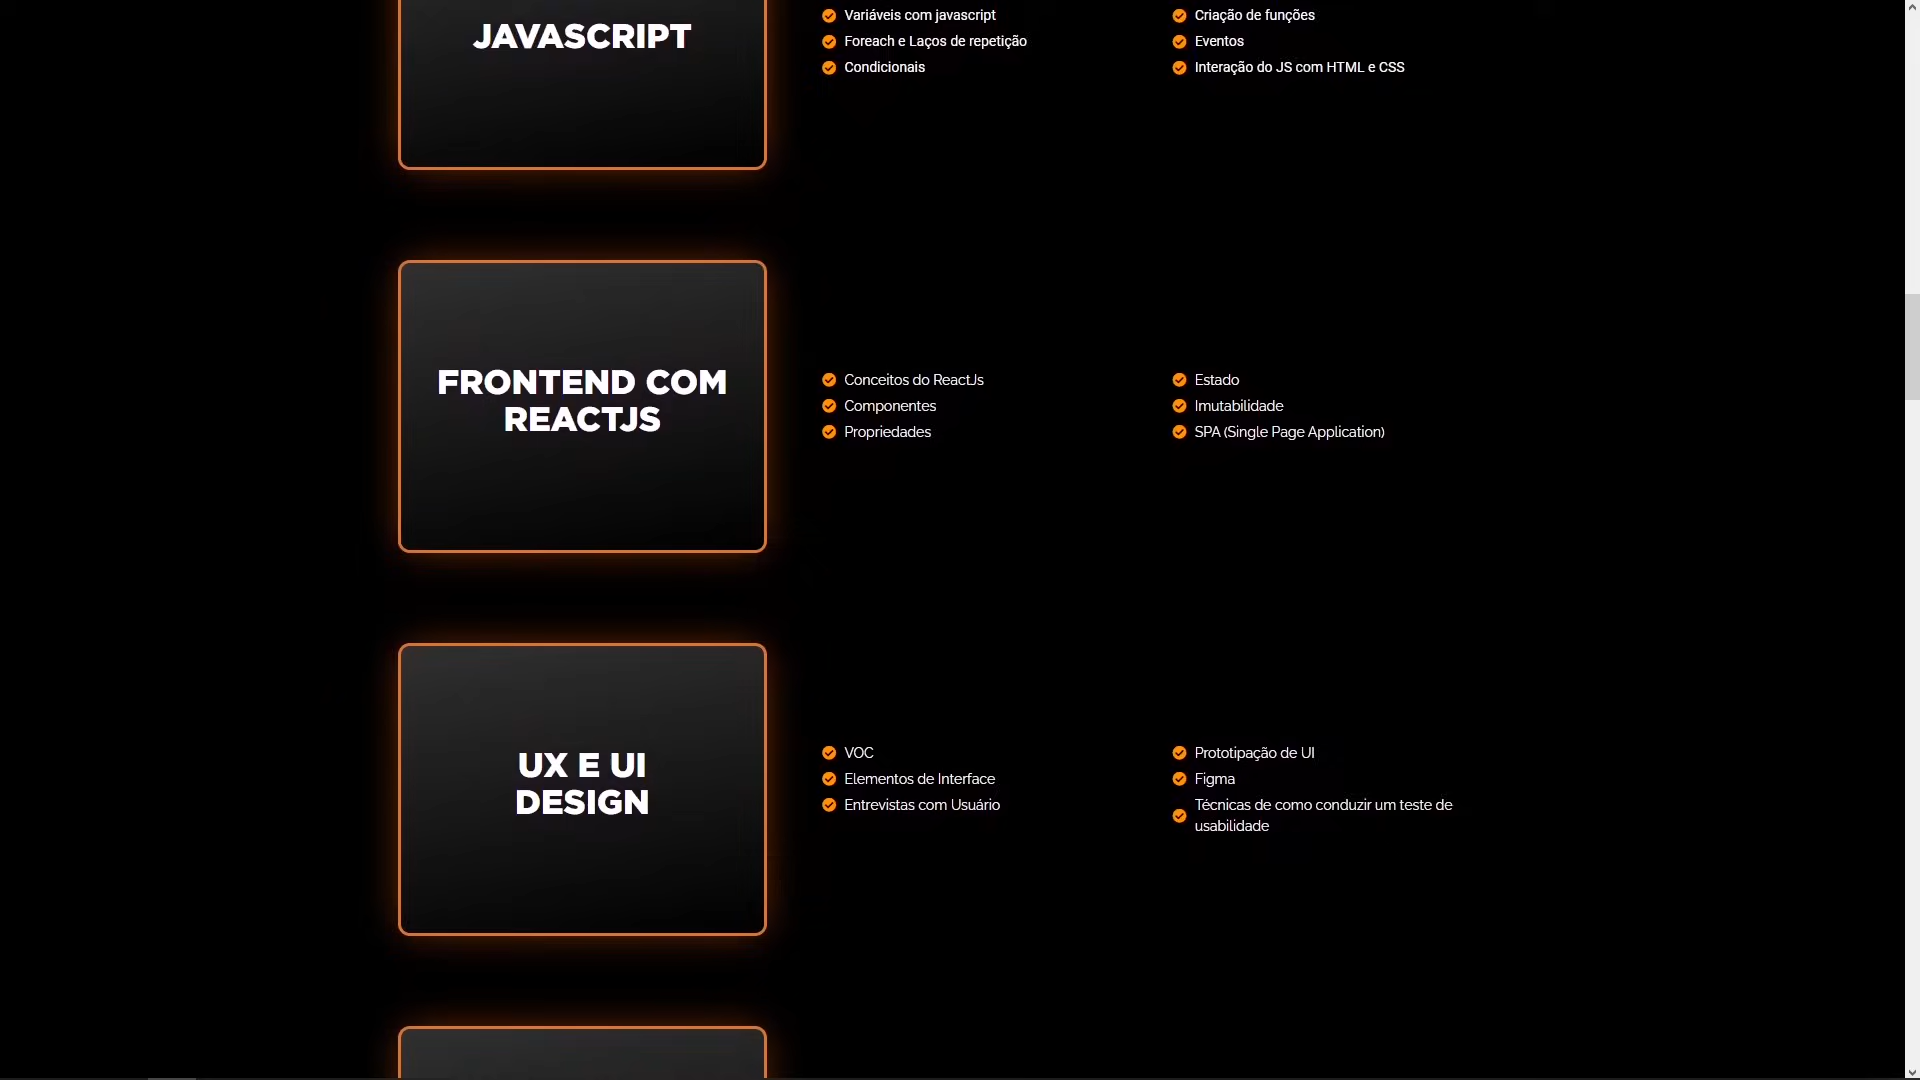 JAVASCRIPT
Variáveis com javascript
Foreach e Laços de repetição
Condicionais
Criação de funções
Eventos
Interação do JS com HTML e CSS
FRONTEND COM
REACTJS
Conceitos do ReactJs
Componentes
Propriedades
Estado
Imutabilidade
SPA (Single Page Application)
UX E UI
DESIGN
VOC
Elementos de Interface
Entrevistas com Usuário
Prototipação de UI
Figma
Técnicas de como conduzir um teste de
usabilidade